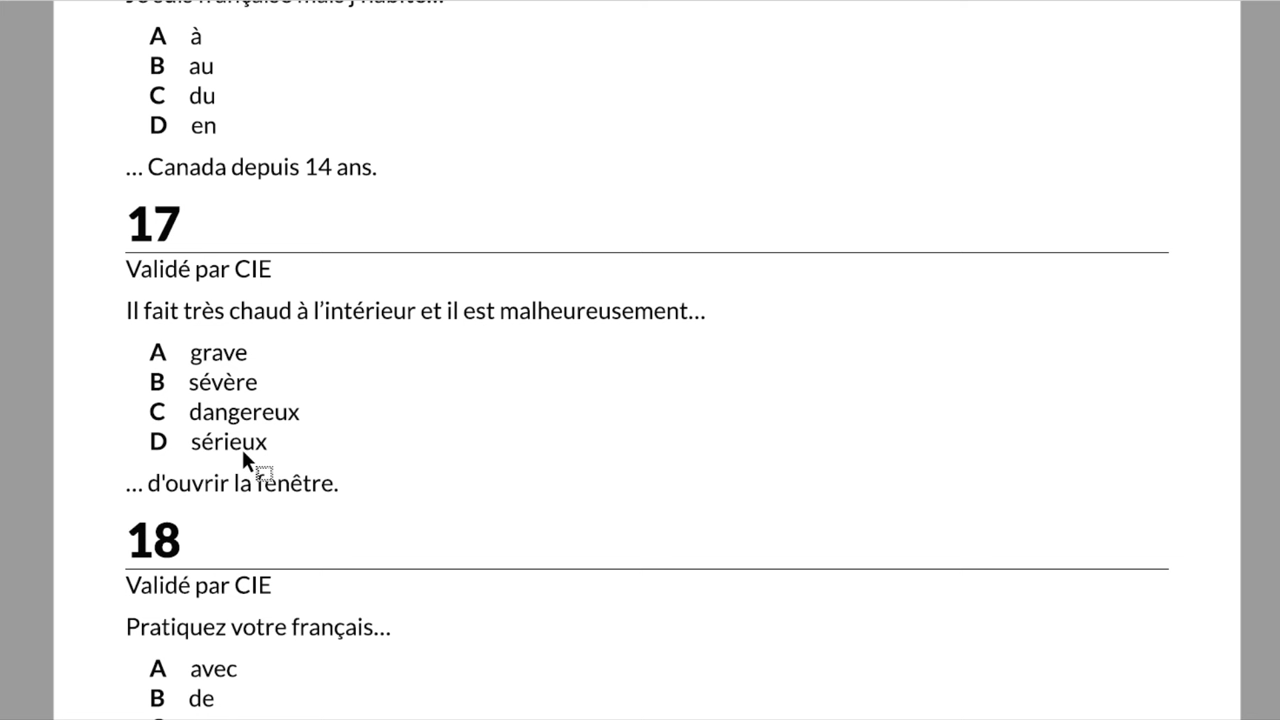 A à
B au
C du
D en
... Canada depuis 14 ans.
17
Validé par CIE
Il fait très chaud à l’intérieur et il est malheureusement...
A grave
B sévère
C dangereux
D sérieux
... d'ouvrir la fenêtre.
18
Validé par CIE
Pratiquez votre français...
A avec
B de